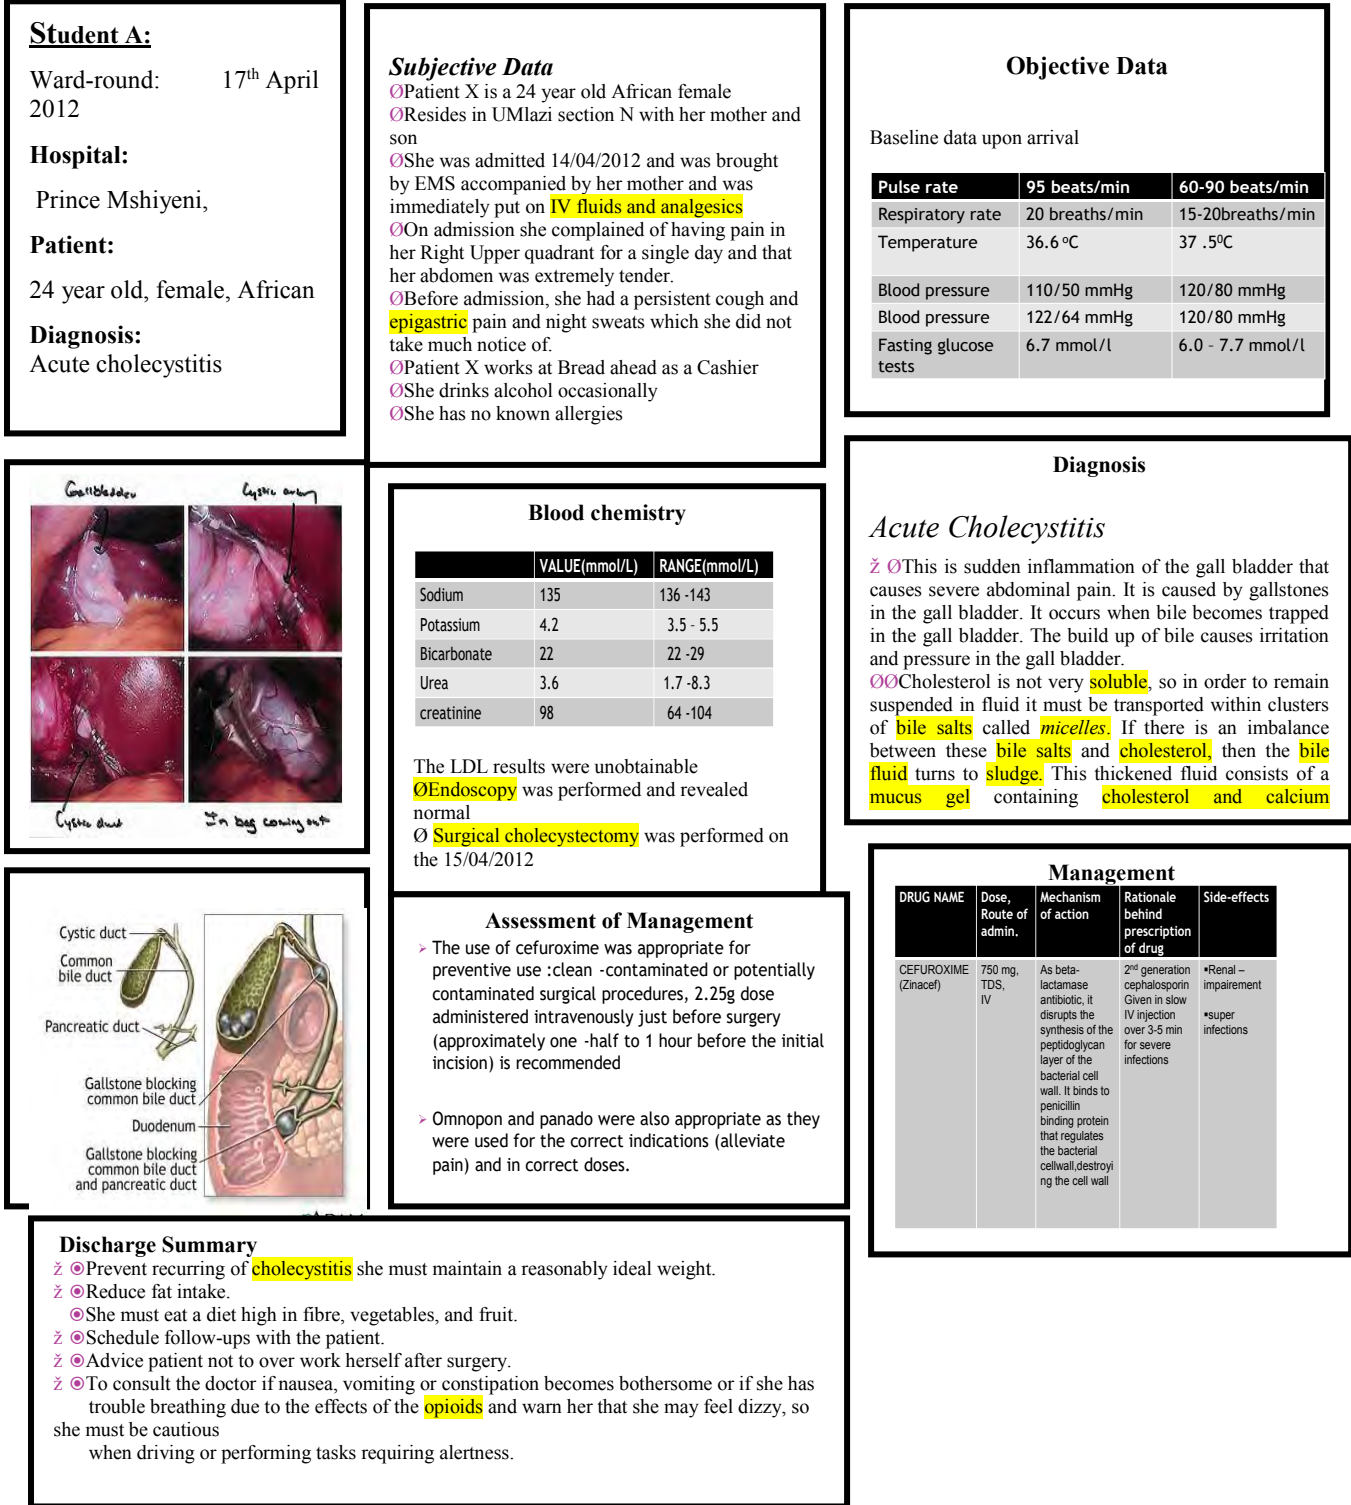 Student A:
Ward-round: 17th April
2012
Hospital:
Prince Mshiyeni,
Patient:
24 year old, female, African
Diagnosis:
Acute cholecystitis
Subjective Data
ØPatient X is a 24 year old African female
ØResides in UMlazi section N with her mother and
son
ØShe was admitted 14/04/2012 and was brought
by EMS accompanied by her mother and was
immediately put on IV fluids and analgesics
ØOn admission she complained of having pain in
her Right Upper quadrant for a single day and that
her abdomen was extremely tender.
ØBefore admission, she had a persistent cough and
epigastric pain and night sweats which she did not
take much notice of.
ØPatient X works at Bread ahead as a Cashier
ØShe drinks alcohol occasionally
ØShe has no known allergies
Objective Data
Baseline data upon arrival
Pulse rate 95 beats/min 60-90 beats/min
Respiratory rate 20 breaths/min 15-20breaths/min
Temperature 36.6 ºC 37 .5⁰C
Blood pressure 110/50 mmHg 120/80 mmHg
Blood pressure 122/64 mmHg 120/80 mmHg
Fasting glucose 6.7 mmol/l 6.0 – 7.7 mmol/l
tests
Gallbladder Cystic artery
Cystic duct In bag coming out
Blood chemistry
VALUE(mmol/L) RANGE(mmol/L)
Sodium 135 136 -143
Potassium 4.2 3.5 - 5.5
Bicarbonate 22 22 -29
Urea 3.6 1.7 -8.3
creatinine 98 64 -104
The LDL results were unobtainable
ØEndoscopy was performed and revealed
normal
Ø Surgical cholecystectomy was performed on
the 15/04/2012
Diagnosis
Acute Cholecystitis
ž ØThis is sudden inflammation of the gall bladder that
causes severe abdominal pain. It is caused by gallstones
in the gall bladder. It occurs when bile becomes trapped
in the gall bladder. The build up of bile causes irritation
and pressure in the gall bladder.
ØØCholesterol is not very soluble, so in order to remain
suspended in fluid it must be transported within clusters
of bile salts called micelles. If there is an imbalance
between these bile salts and cholesterol, then the bile
fluid turns to sludge. This thickened fluid consists of a
mucus gel containing cholesterol and calcium
Cystic duct
Common
bile duct
Pancreatic duct
Gallstone blocking
common bile duct
Duodenum
Gallstone blocking
common bile duct
and pancreatic duct
Assessment of Management
➢ The use of cefuroxime was appropriate for
preventive use :clean -contaminated or potentially
contaminated surgical procedures, 2.25g dose
administered intravenously just before surgery
(approximately one -half to 1 hour before the initial
incision) is recommended
➢ Omnopon and panado were also appropriate as they
were used for the correct indications (alleviate
pain) and in correct doses.
Management
DRUG NAME
Dose,
Route of
admin.
Mechanism
of action
Rationale
behind
prescription
of drug
Side-effects
CEFUROXIME
(Zinacef)
750 mg,
TDS,
IV
As beta-
lactamase
antibiotic, it
disrupts the
synthesis of the
peptidoglycan
layer of the
bacterial cell
wall. It binds to
penicillin
binding protein
that regulates
the bacterial
cellwall,destroyi
ng the cell wall
2nd generation
cephalosporin
Given in slow
IV injection
over 3-5 min
for severe
infections
▪Renal –
impairement
▪super
infections
Discharge Summary
ž ⦿Prevent recurring of cholecystitis she must maintain a reasonably ideal weight.
ž ⦿Reduce fat intake.
⦿She must eat a diet high in fibre, vegetables, and fruit.
ž ⦿Schedule follow-ups with the patient.
ž ⦿Advice patient not to over work herself after surgery.
ž ⦿To consult the doctor if nausea, vomiting or constipation becomes bothersome or if she has
trouble breathing due to the effects of the opioids and warn her that she may feel dizzy, so
she must be cautious
when driving or performing tasks requiring alertness.